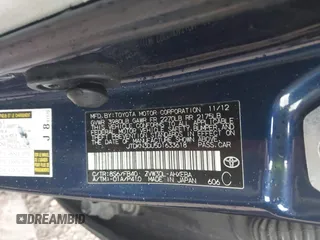 MFD. BY: TOYOTA MOTOR CORPORATION 11/12
GVWR 3980LB GAWR FR 2270LB RR 2175LB
THIS VEHICLE CONFORMS TO ALL APPLICABLE
FEDERAL MOTOR VEHICLE SAFETY, BUMPER, AND
THEFT PREVENTION STANDARDS IN EFFECT ON
THE DATE OF MANUFACTURE SHOWN ABOVE.
PASS.CAR
C/TR:8S6/FB40 ZVW30L-AHXEBA
A/TM:-01A/P410 MADE IN JAPAN 606 C
TOYOTA
AUTOBIDCARS